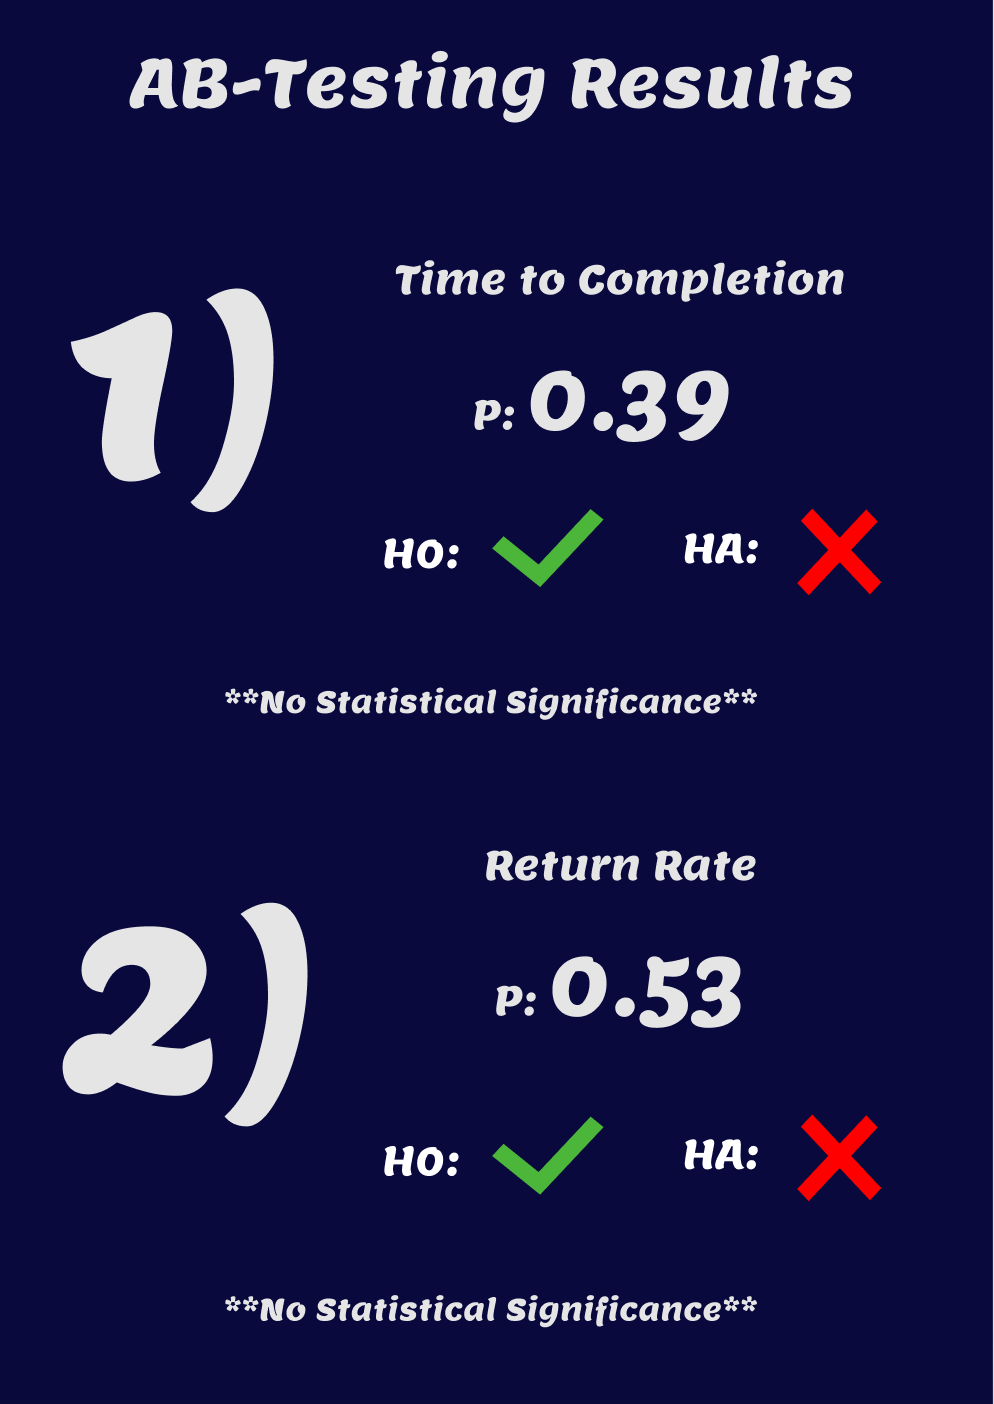 AB-Testing Results
Time to Completion
1)
P: 0.39
HO:
HA:
**No Statistical Significance**
Return Rate
2)
P: 0.53
HO:
HA:
**No Statistical Significance**